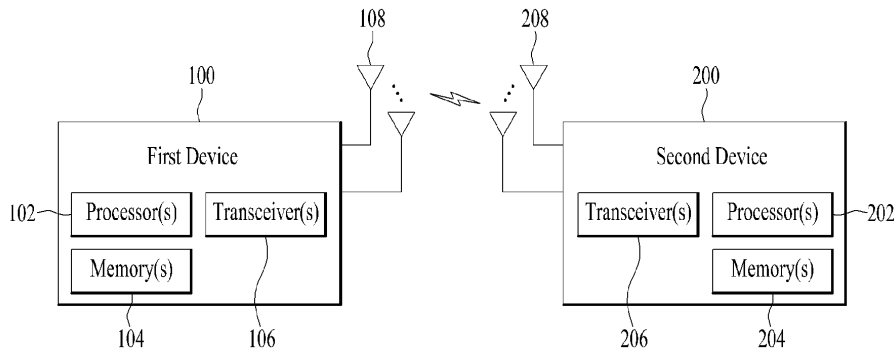 108
208
100
200
First Device
Second Device
102
Processor(s)
Transceiver(s)
Transceiver(s)
Processor(s)
202
Memory(s)
Memory(s)
104
106
206
204